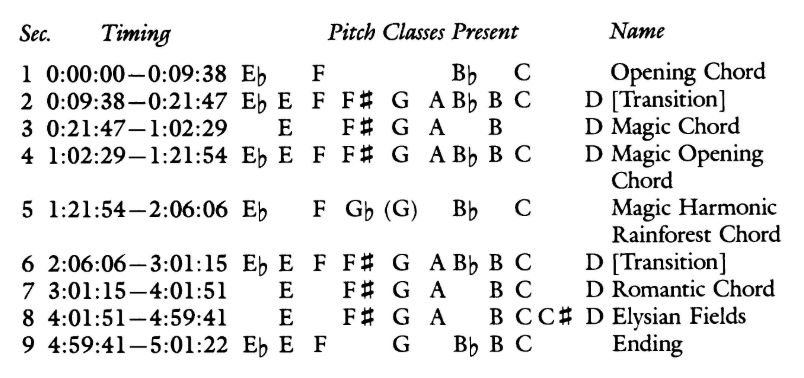 Sec. Timing Pitch Classes Present Name
1 0:00:00–0:09:38 E♭ F B♭ C Opening Chord
2 0:09:38–0:21:47 E♭ E F F♯ G A B♭ B C D [Transition]
3 0:21:47–1:02:29 E F♯ G A B D Magic Chord
4 1:02:29–1:21:54 E♭ E F F♯ G A B♭ B C D Magic Opening
Chord
5 1:21:54–2:06:06 E♭ F G♭ (G) B♭ C Magic Harmonic
Rainforest Chord
6 2:06:06–3:01:15 E♭ E F F♯ G A B♭ B C D [Transition]
7 3:01:15–4:01:51 E F♯ G A B C D Romantic Chord
8 4:01:51–4:59:41 E F♯ G A B C C♯ D Elysian Fields
9 4:59:41–5:01:22 E♭ E F G B♭ B C Ending